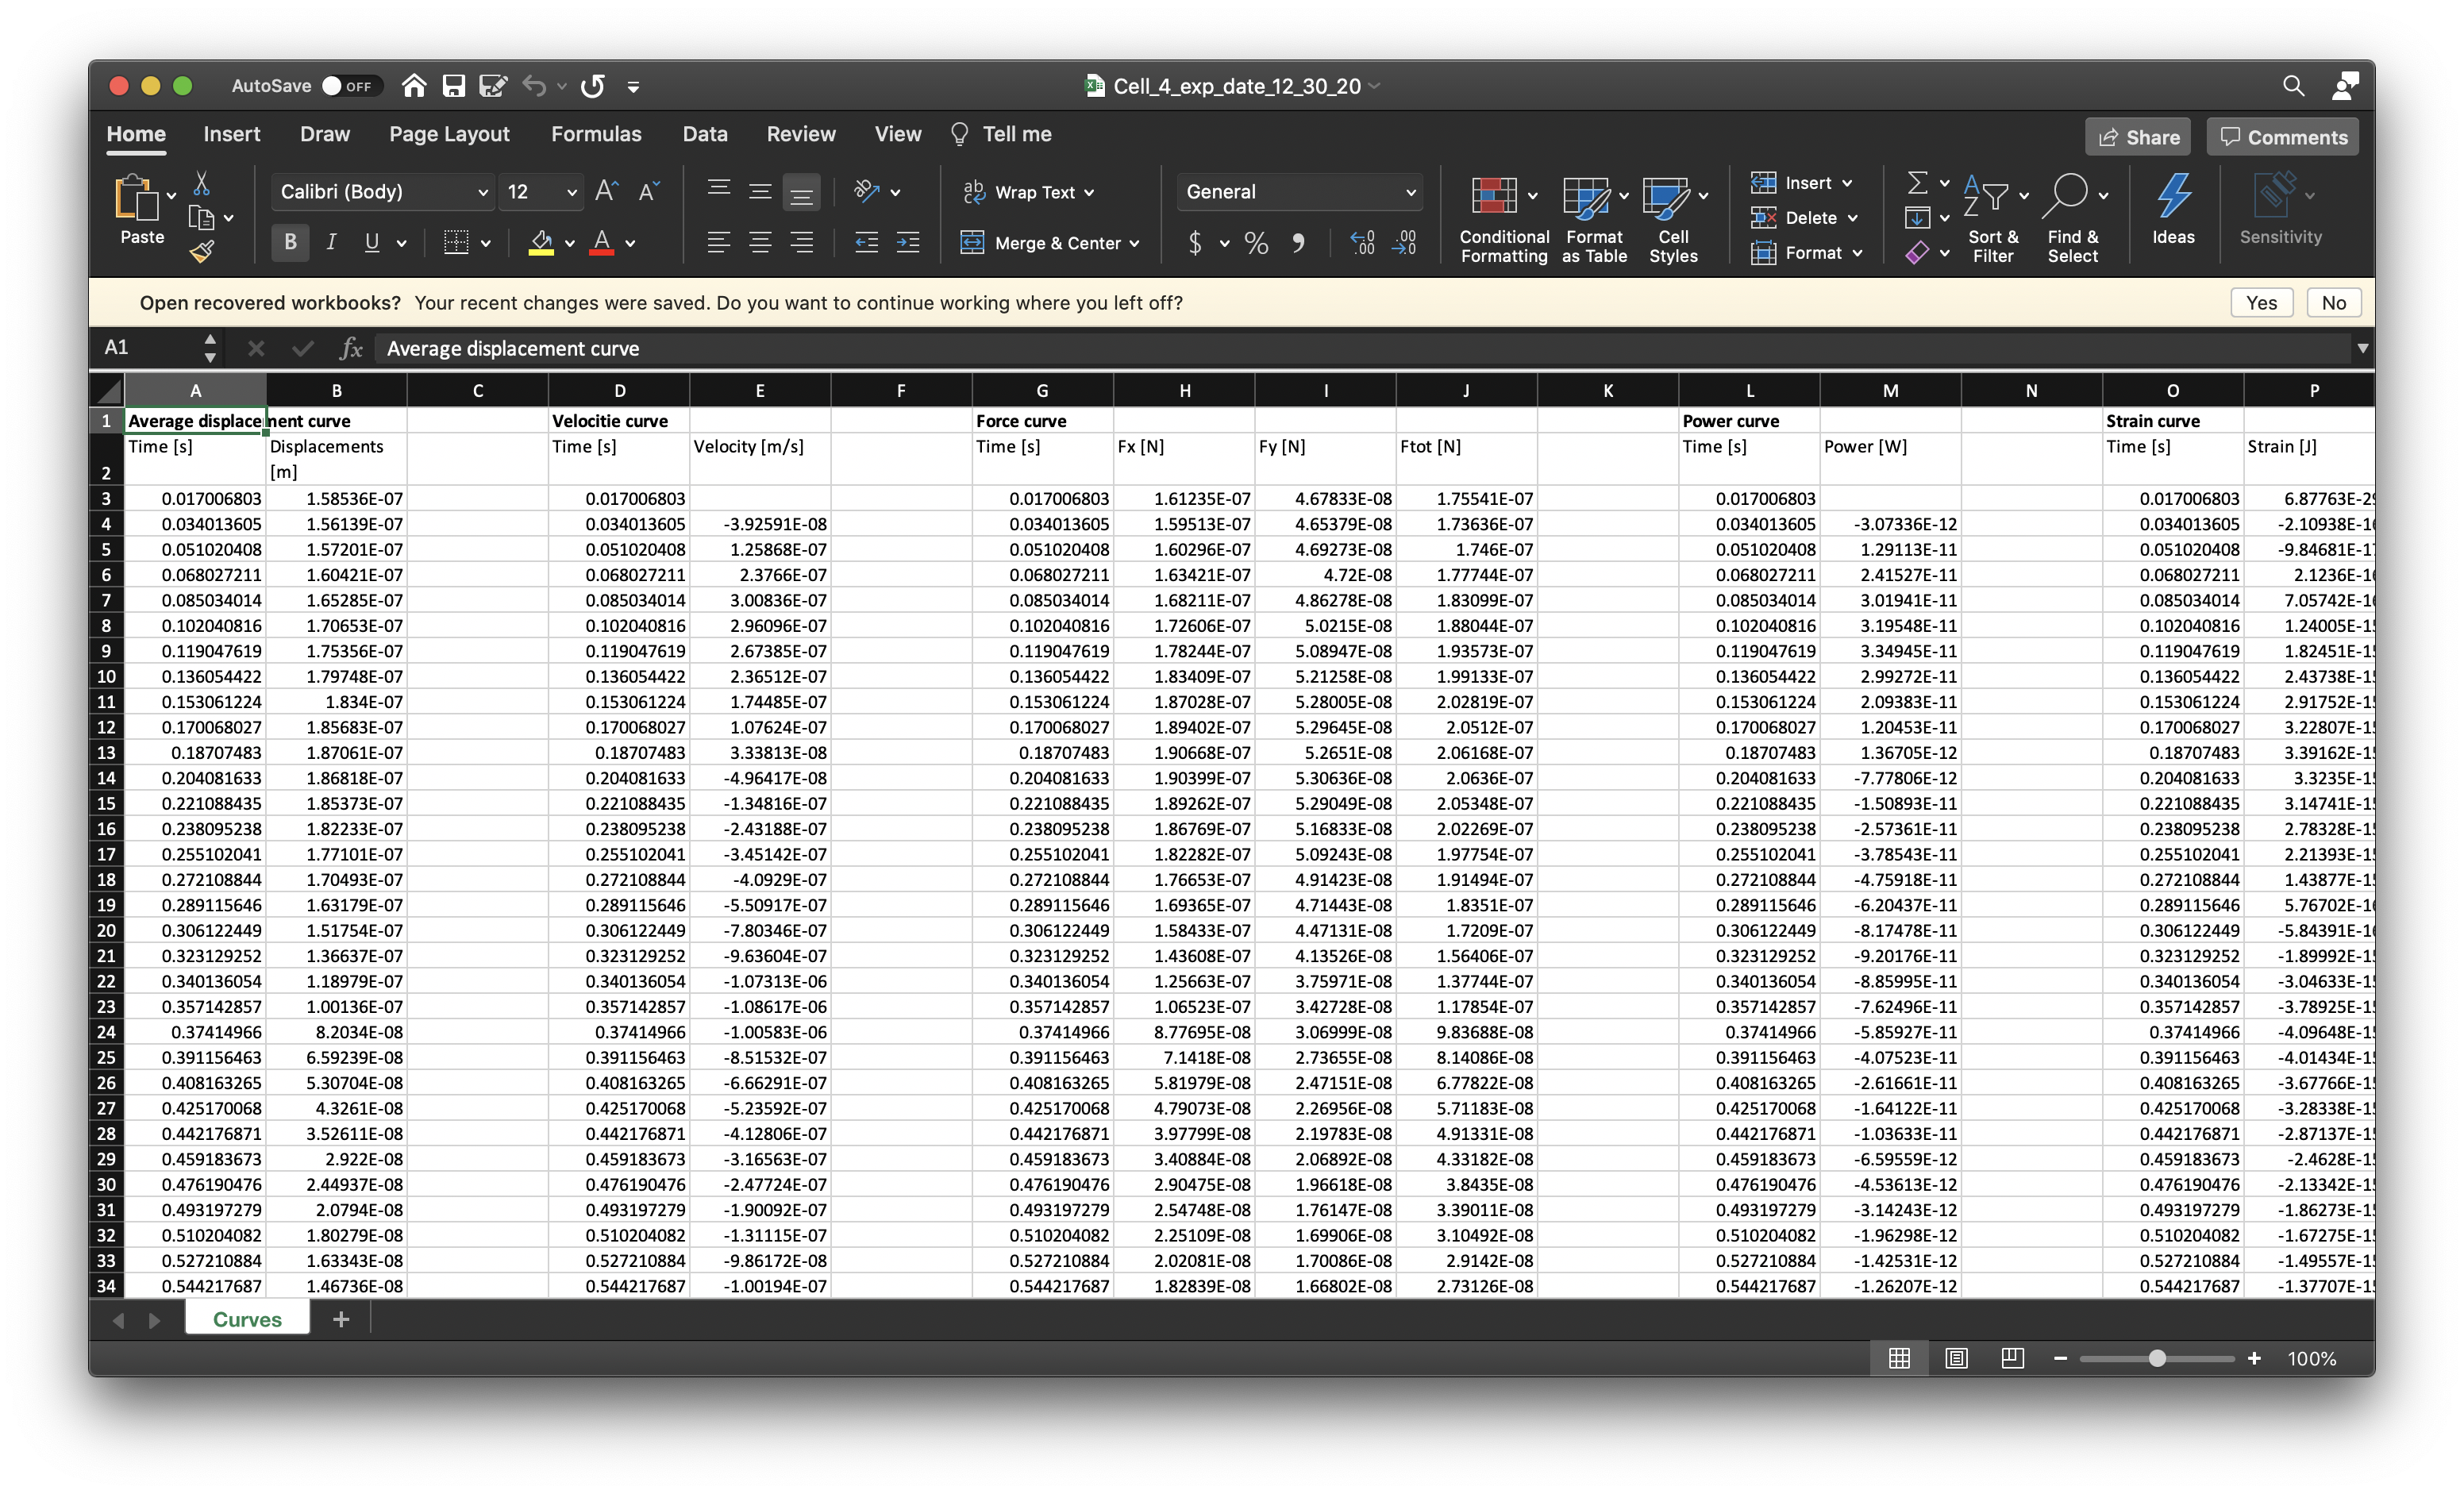 AutoSave OFF Cell_4_exp_date_12_30_20
Home Insert Draw Page Layout Formulas Data Review View Tell me Share Comments
Paste Calibri (Body) 12 Wrap Text General Insert
Merge & Center Conditional Formatting Format as Table Cell Styles Delete Format Sort & Filter Find & Select Ideas Sensitivity
Open recovered workbooks? Your recent changes were saved. Do you want to continue working where you left off? Yes No
A1 fx Average displacement curve
A B C D E F G H I J K L M N O P
1 Average displacement curve Velocitie curve Force curve Power curve Strain curve
2 Time [s] Displacements [m] Time [s] Velocity [m/s] Time [s] Fx [N] Fy [N] Ftot [N] Time [s] Power [W] Time [s] Strain [J]
3 0.017006803 1.58536E-07 0.017006803 0.017006803 1.61235E-07 4.67833E-08 1.75541E-07 0.017006803 0.017006803
4 0.034013605 1.56139E-07 0.034013605 -3.92591E-08 0.034013605 1.59513E-07 4.65379E-08 1.73636E-07 0.034013605 -3.07336E-12 0.034013605
5 0.051020408 1.57201E-07 0.051020408 1.25868E-07 0.051020408 1.60296E-07 4.69273E-08 1.746E-07 0.051020408 1.29113E-11 0.051020408
6 0.068027211 1.60421E-07 0.068027211 2.3766E-07 0.068027211 1.63421E-07 4.72E-08 1.77744E-07 0.068027211 2.41527E-11 0.068027211
7 0.085034014 1.65285E-07 0.085034014 3.00836E-07 0.085034014 1.68211E-07 4.86278E-08 1.83099E-07 0.085034014 3.01941E-11 0.085034014
8 0.102040816 1.70653E-07 0.102040816 2.96096E-07 0.102040816 1.72606E-07 5.0215E-08 1.88044E-07 0.102040816 3.19548E-11 0.102040816
9 0.119047619 1.75356E-07 0.119047619 2.67385E-07 0.119047619 1.78244E-07 5.08947E-08 1.93573E-07 0.119047619 3.34945E-11 0.119047619
10 0.136054422 1.79748E-07 0.136054422 2.36512E-07 0.136054422 1.83409E-07 5.21258E-08 1.99133E-07 0.136054422 2.99272E-11 0.136054422
11 0.153061224 1.834E-07 0.153061224 1.74485E-07 0.153061224 1.87028E-07 5.28005E-08 2.02819E-07 0.153061224 2.09383E-11 0.153061224
12 0.170068027 1.85683E-07 0.170068027 1.07624E-07 0.170068027 1.89402E-07 5.29645E-08 2.0512E-07 0.170068027 1.20453E-11 0.170068027
13 0.18707483 1.87061E-07 0.18707483 3.33813E-08 0.18707483 1.90668E-07 5.2651E-08 2.06168E-07 0.18707483 1.36705E-12 0.18707483
14 0.204081633 1.86818E-07 0.204081633 -4.96417E-08 0.204081633 1.90399E-07 5.30636E-08 2.0636E-07 0.204081633 -7.77806E-12 0.204081633
15 0.221088435 1.85373E-07 0.221088435 -1.34816E-07 0.221088435 1.89262E-07 5.29049E-08 2.05348E-07 0.221088435 -1.50893E-11 0.221088435
16 0.238095238 1.82233E-07 0.238095238 -2.43188E-07 0.238095238 1.86769E-07 5.16833E-08 2.02269E-07 0.238095238 -2.57361E-11 0.238095238
17 0.255102041 1.77101E-07 0.255102041 -3.45142E-07 0.255102041 1.82282E-07 5.09243E-08 1.97754E-07 0.255102041 -3.78543E-11 0.255102041
18 0.272108844 1.70493E-07 0.272108844 -4.0929E-07 0.272108844 1.76653E-07 4.91423E-08 1.91494E-07 0.272108844 -4.75918E-11 0.272108844
19 0.289115646 1.63179E-07 0.289115646 -5.50917E-07 0.289115646 1.69365E-07 4.71443E-08 1.8351E-07 0.289115646 -6.20437E-11 0.289115646
20 0.306122449 1.51754E-07 0.306122449 -7.80346E-07 0.306122449 1.58433E-07 4.47131E-08 1.7209E-07 0.306122449 -8.17478E-11 0.306122449
21 0.323129252 1.36637E-07 0.323129252 -9.63604E-07 0.323129252 1.43608E-07 4.13526E-08 1.56406E-07 0.323129252 -9.20176E-11 0.323129252
22 0.340136054 1.18979E-07 0.340136054 -1.07313E-06 0.340136054 1.25663E-07 3.75971E-08 1.37744E-07 0.340136054 -8.85995E-11 0.340136054
23 0.357142857 1.00136E-07 0.357142857 -1.08617E-06 0.357142857 1.06523E-07 3.42728E-08 1.17854E-07 0.357142857 -7.62496E-11 0.357142857
24 0.37414966 8.2034E-08 0.37414966 -1.00583E-06 0.37414966 8.77695E-08 3.06999E-08 9.83688E-08 0.37414966 -5.85927E-11 0.37414966
25 0.391156463 6.59239E-08 0.391156463 -8.51532E-07 0.391156463 7.1418E-08 2.73655E-08 8.14086E-08 0.391156463 -4.07523E-11 0.391156463
26 0.408163265 5.30704E-08 0.408163265 -6.66291E-07 0.408163265 5.81979E-08 2.47151E-08 6.77822E-08 0.408163265 -2.61661E-11 0.408163265
27 0.425170068 4.3261E-08 0.425170068 -5.23592E-07 0.425170068 4.79073E-08 2.26956E-08 5.71183E-08 0.425170068 -1.64122E-11 0.425170068
28 0.442176871 3.52611E-08 0.442176871 -4.12806E-07 0.442176871 3.97799E-08 2.19783E-08 4.91331E-08 0.442176871 -1.03633E-11 0.442176871
29 0.459183673 2.922E-08 0.459183673 -3.16563E-07 0.459183673 3.40884E-08 2.06892E-08 4.33182E-08 0.459183673 -6.59559E-12 0.459183673
30 0.476190476 2.44937E-08 0.476190476 -2.47724E-07 0.476190476 2.90475E-08 1.96618E-08 3.8435E-08 0.476190476 -4.53613E-12 0.476190476
31 0.493197279 2.0794E-08 0.493197279 -1.90092E-07 0.493197279 2.54748E-08 1.76147E-08 3.39011E-08 0.493197279 -3.14243E-12 0.493197279
32 0.510204082 1.80279E-08 0.510204082 -1.31115E-07 0.510204082 2.25109E-08 1.69906E-08 3.10492E-08 0.510204082 -1.96298E-12 0.510204082
33 0.527210884 1.63343E-08 0.527210884 -9.86172E-08 0.527210884 2.02081E-08 1.70086E-08 2.9142E-08 0.527210884 -1.42531E-12 0.527210884
34 0.544217687 1.46736E-08 0.544217687 -1.00194E-07 0.544217687 1.82839E-08 1.66802E-08 2.73126E-08 0.544217687 -1.26207E-12 0.544217687
Curves
100%